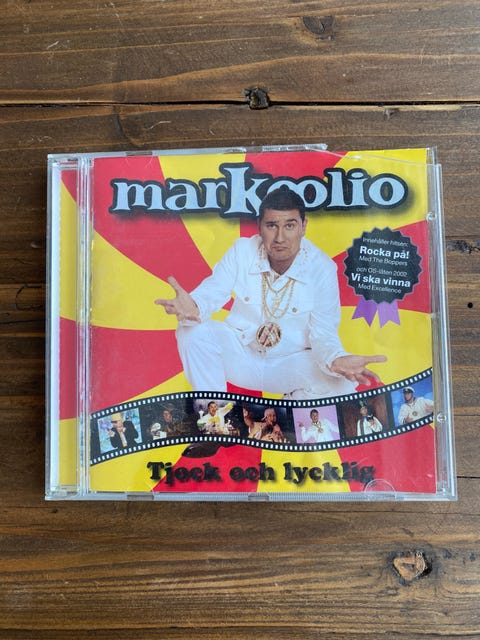 markoolio
Innehåller hitsen:
Rocka på!
Med The Boppers
och OS-låten 2002
Vi ska vinna
Med Excellence
Tjock och lycklig